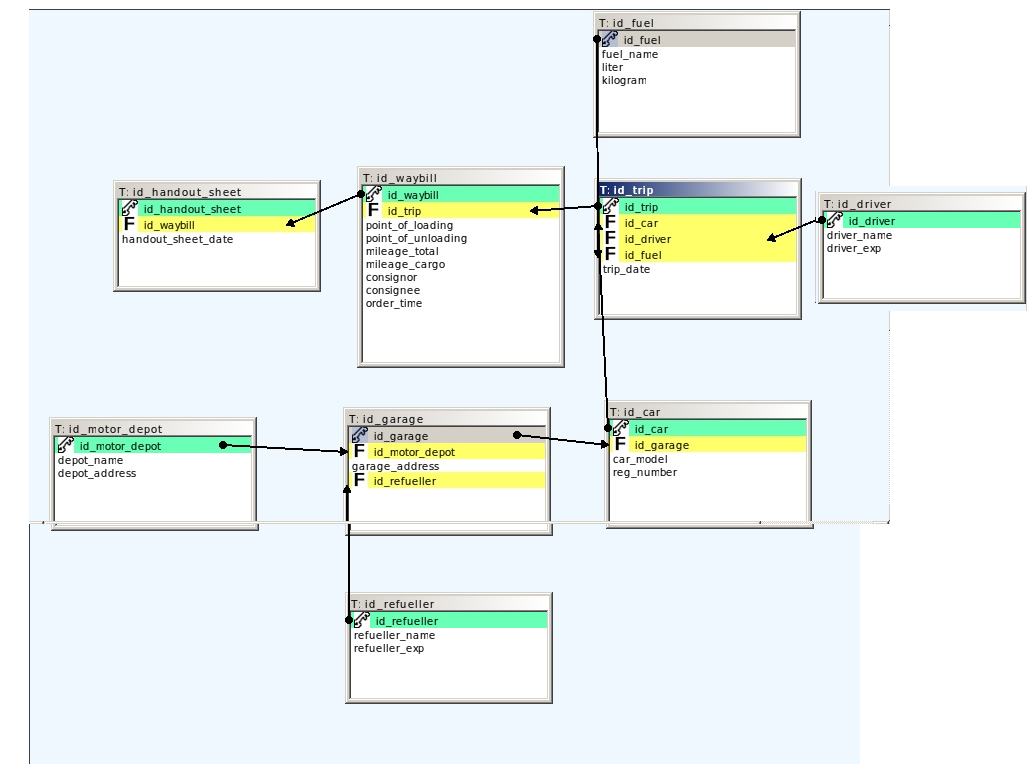 T: id_fuel
id_fuel
fuel_name
liter
kilogram
T: id_handout_sheet
id_handout_sheet
F id_waybill
handout_sheet_date
T: id_waybill
id_waybill
F id_trip
point_of_loading
point_of_unloading
mileage_total
mileage_cargo
consignor
consignee
order_time
T: id_trip
id_trip
F id_car
F id_driver
F id_fuel
trip_date
T: id_driver
id_driver
driver_name
driver_exp
T: id_motor_depot
id_motor_depot
depot_name
depot_address
T: id_garage
id_garage
F id_motor_depot
garage_address
F id_refueller
T: id_car
id_car
F id_garage
car_model
reg_number
T: id_refueller
id_refueller
refueller_name
refueller_exp